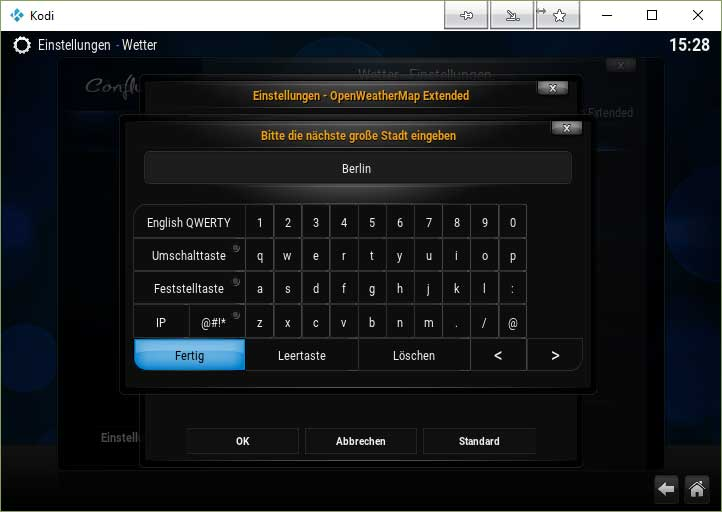 Kodi
Einstellungen - Wetter
15:28
Wetter - Einstellungen
Einstellungen - OpenWeatherMap Extended
Extended
Bitte die nächste große Stadt eingeben
Berlin
English QWERTY 1 2 3 4 5 6 7 8 9 0
Umschalttaste q w e r t y u i o p
Feststelltaste a s d f g h j k l :
IP @#!* z x c v b n m . / @
Fertig Leertaste Löschen < >
OK Abbrechen Standard